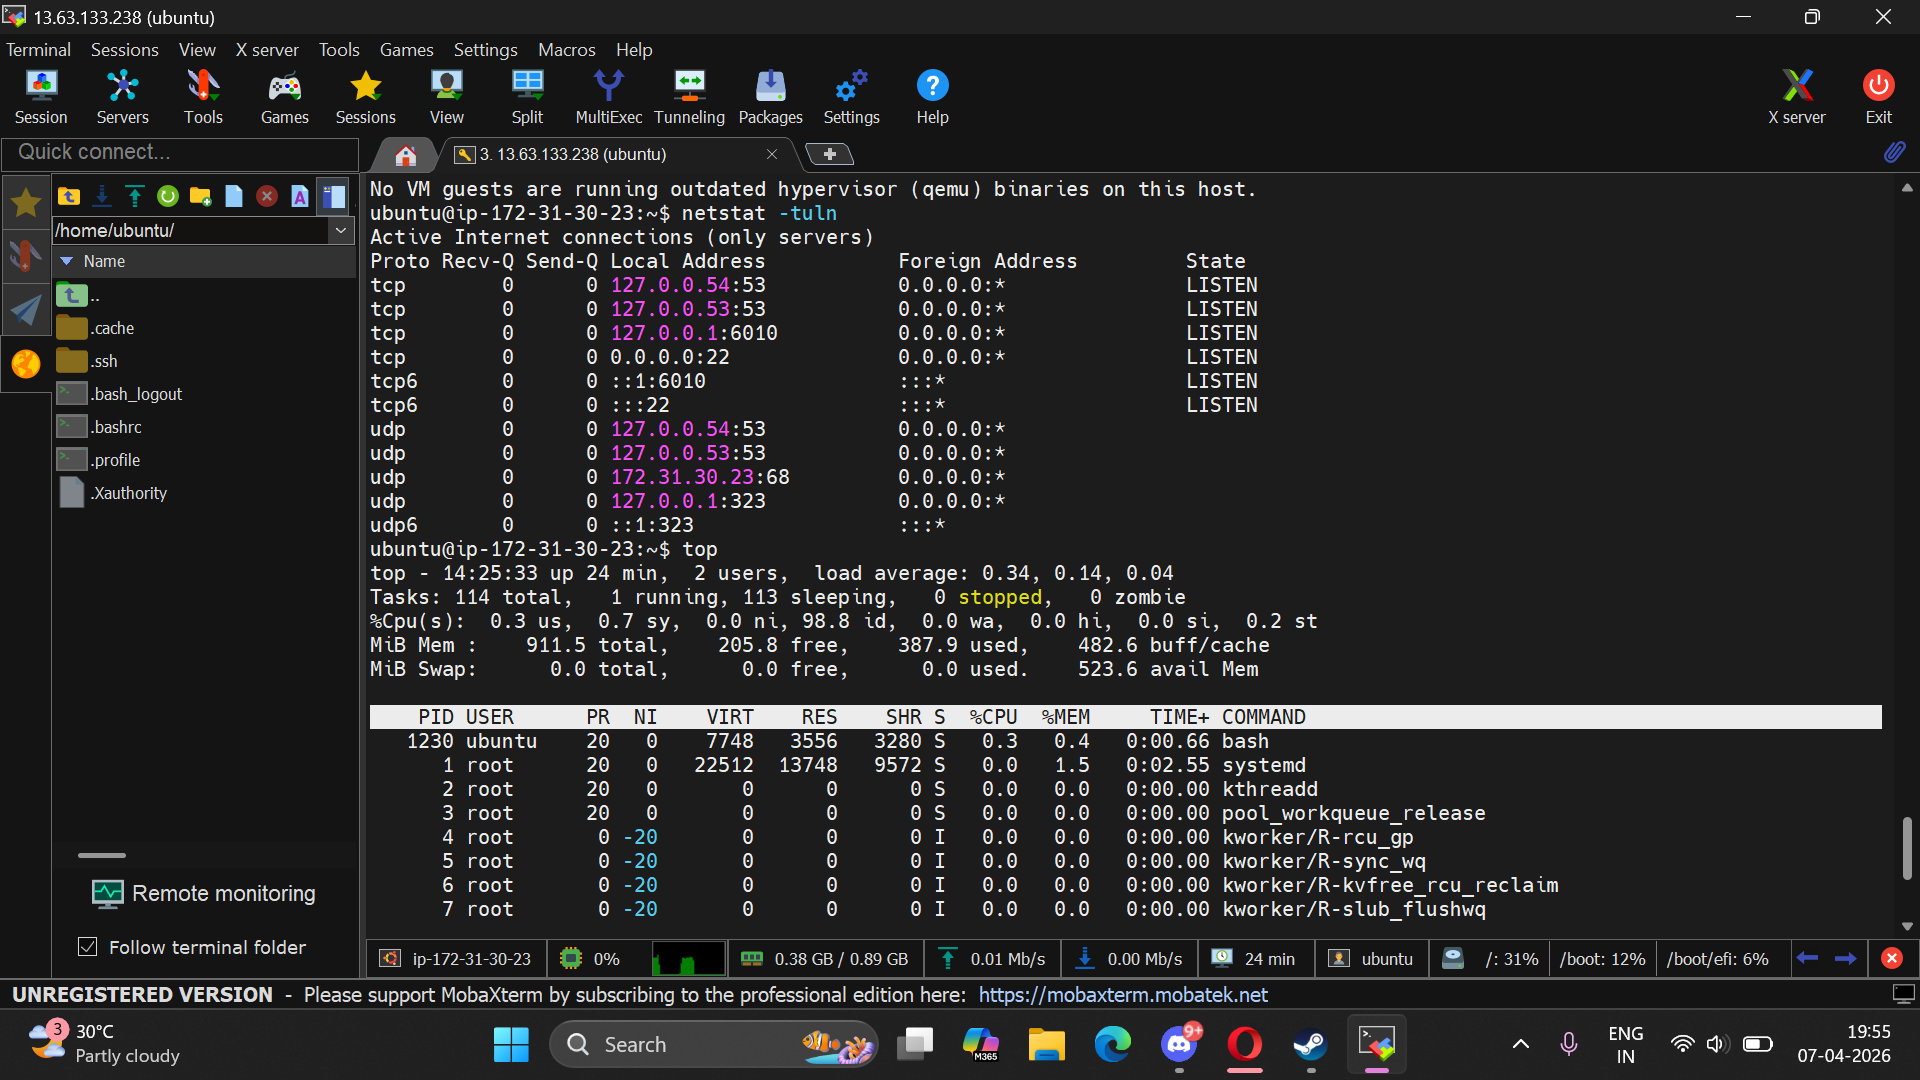 13.63.133.238 (ubuntu)
Terminal Sessions View X server Tools Games Settings Macros Help
Session Servers Tools Games Sessions View Split MultiExec Tunneling Packages Settings Help X server Exit
Quick connect...
3. 13.63.133.238 (ubuntu)
/home/ubuntu/
Name
..
.cache
.ssh
.bash_logout
.bashrc
.profile
.Xauthority
Remote monitoring
Follow terminal folder
No VM guests are running outdated hypervisor (qemu) binaries on this host.
ubuntu@ip-172-31-30-23:~$ netstat -tuln
Active Internet connections (only servers)
Proto Recv-Q Send-Q Local Address Foreign Address State
tcp 0 0 127.0.0.54:53 0.0.0.0:* LISTEN
tcp 0 0 127.0.0.53:53 0.0.0.0:* LISTEN
tcp 0 0 127.0.0.1:6010 0.0.0.0:* LISTEN
tcp 0 0 0.0.0.0:22 0.0.0.0:* LISTEN
tcp6 0 0 ::1:6010 :::* LISTEN
tcp6 0 0 :::22 :::* LISTEN
udp 0 0 127.0.0.54:53 0.0.0.0:*
udp 0 0 127.0.0.53:53 0.0.0.0:*
udp 0 0 172.31.30.23:68 0.0.0.0:*
udp 0 0 127.0.0.1:323 0.0.0.0:*
udp6 0 0 ::1:323 :::*
ubuntu@ip-172-31-30-23:~$ top
top - 14:25:33 up 24 min, 2 users, load average: 0.34, 0.14, 0.04
Tasks: 114 total, 1 running, 113 sleeping, 0 stopped, 0 zombie
%Cpu(s): 0.3 us, 0.7 sy, 0.0 ni, 98.8 id, 0.0 wa, 0.0 hi, 0.0 si, 0.2 st
MiB Mem : 911.5 total, 205.8 free, 387.9 used, 482.6 buff/cache
MiB Swap: 0.0 total, 0.0 free, 0.0 used. 523.6 avail Mem
PID USER PR NI VIRT RES SHR S %CPU %MEM TIME+ COMMAND
1230 ubuntu 20 0 7748 3556 3280 S 0.3 0.4 0:00.66 bash
1 root 20 0 22512 13748 9572 S 0.0 1.5 0:02.55 systemd
2 root 20 0 0 0 0 S 0.0 0.0 0:00.00 kthreadd
3 root 20 0 0 0 0 S 0.0 0.0 0:00.00 pool_workqueue_release
4 root 0 -20 0 0 0 I 0.0 0.0 0:00.00 kworker/R-rcu_gp
5 root 0 -20 0 0 0 I 0.0 0.0 0:00.00 kworker/R-sync_wq
6 root 0 -20 0 0 0 I 0.0 0.0 0:00.00 kworker/R-kvfree_rcu_reclaim
7 root 0 -20 0 0 0 I 0.0 0.0 0:00.00 kworker/R-slub_flushwq
ip-172-31-30-23 0% 0.38 GB / 0.89 GB 0.01 Mb/s 0.00 Mb/s 24 min ubuntu /: 31% /boot: 12% /boot/efi: 6%
UNREGISTERED VERSION - Please support MobaXterm by subscribing to the professional edition here: https://mobaxterm.mobatek.net
3 30°C
Partly cloudy
Search
M365
9+
ENG
IN
19:55
07-04-2026